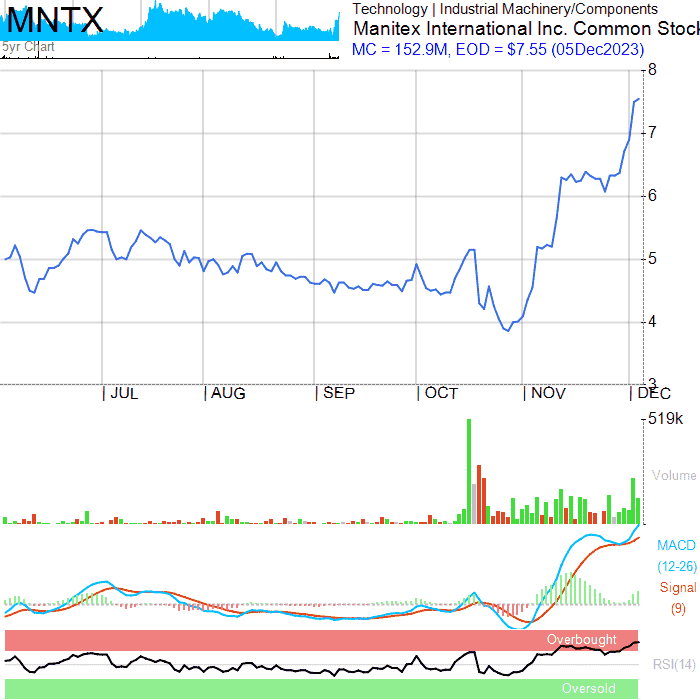 MNTX
5yr Chart
Technology | Industrial Machinery/Components
Manitex International Inc. Common Stock
MC = 152.9M, EOD = $7.55 (05Dec2023)
8
7
6
5
4
3
JUL AUG SEP OCT NOV DEC
519k
Volume
MACD
(12-26)
Signal
(9)
Overbought
RSI(14)
Oversold